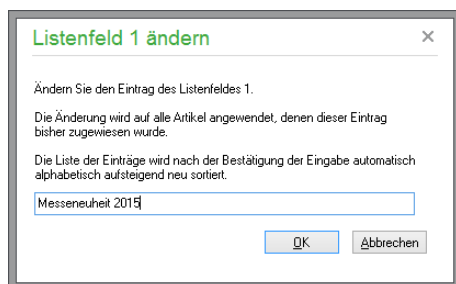 Listenfeld 1 ändern
Ändern Sie den Eintrag des Listenfeldes 1.
Die Änderung wird auf alle Artikel angewendet, denen dieser Eintrag
bisher zugewiesen wurde.
Die Liste der Einträge wird nach der Bestätigung der Eingabe automatisch
alphabetisch aufsteigend neu sortiert.
Messeneuheit 2015
OK Abbrechen